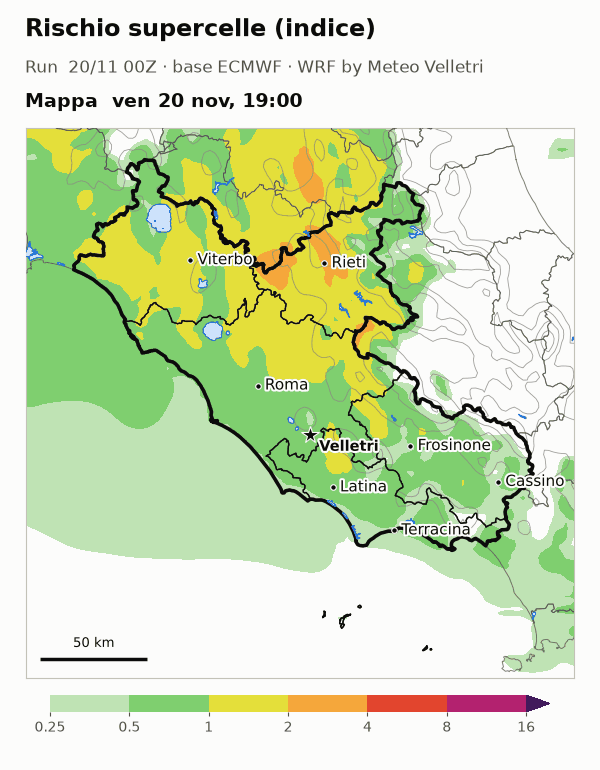 Rischio supercelle (indice)
Run  20/11 00Z · base ECMWF · WRF by Meteo Velletri
Mappa  ven 20 nov, 19:00
Viterbo
Rieti
Roma
Velletri
Frosinone
Latina
Cassino
Terracina
50 km
0.25 0.5 1 2 4 8 16